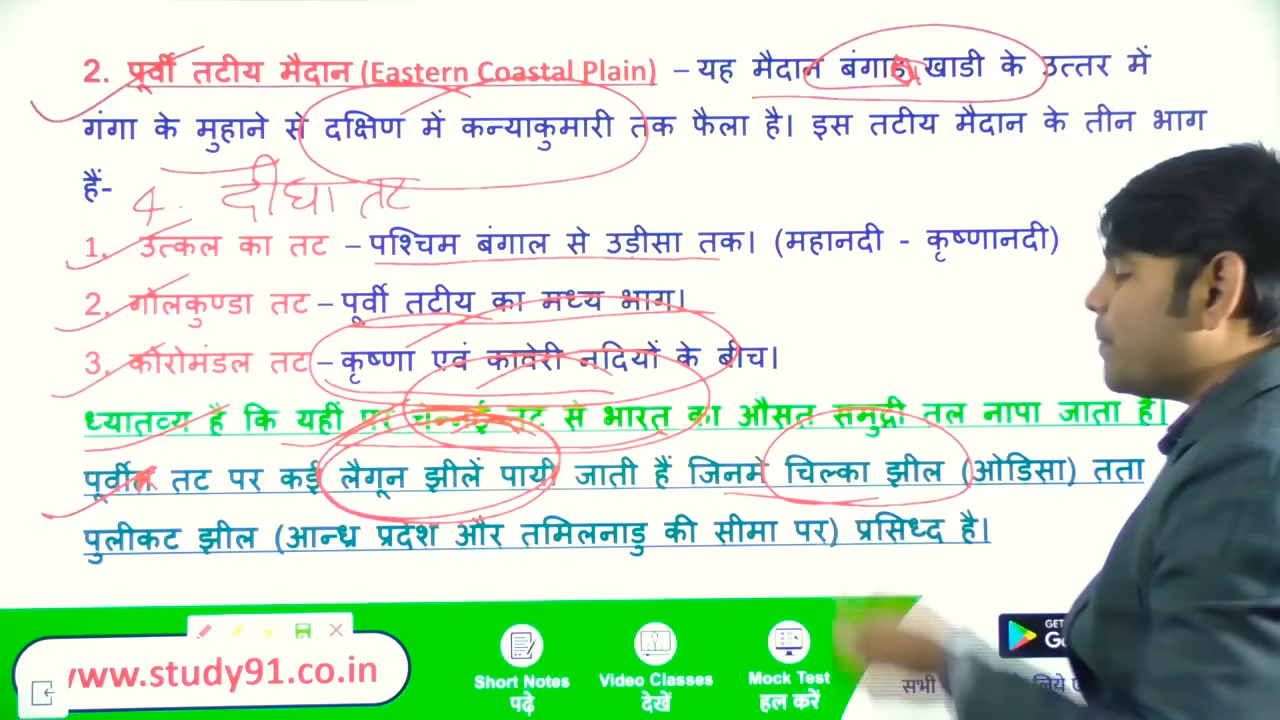 2. पूर्वी तटीय मैदान (Eastern Coastal Plain) – यह मैदान बंगाल खाडी के उत्तर में
गंगा के मुहाने से दक्षिण में कन्याकुमारी तक फैला है। इस तटीय मैदान के तीन भाग
हैं-
4. दीघा तट
1. उत्कल का तट – पश्चिम बंगाल से उड़ीसा तक। (महानदी - कृष्णानदी)
2. गोलकुण्डा तट – पूर्वी तटीय का मध्य भाग।
3. कोरोमंडल तट – कृष्णा एवं कावेरी नदियों के बीच।
ध्यातव्य है कि यहीं पर चेन्नई तट से भारत का औसत समुद्री तल नापा जाता है।
तट पर कई लैगून झीलें पायी जाती हैं जिनमें चिल्का झील (ओडिसा) तता
पुलीकट झील (आन्ध्र प्रदेश और तमिलनाडु की सीमा पर) प्रसिध्द है।
www.study91.co.in
Short Notes
पढ़े
Video Classes
देखें
Mock Test
हल करें
GET
सभी